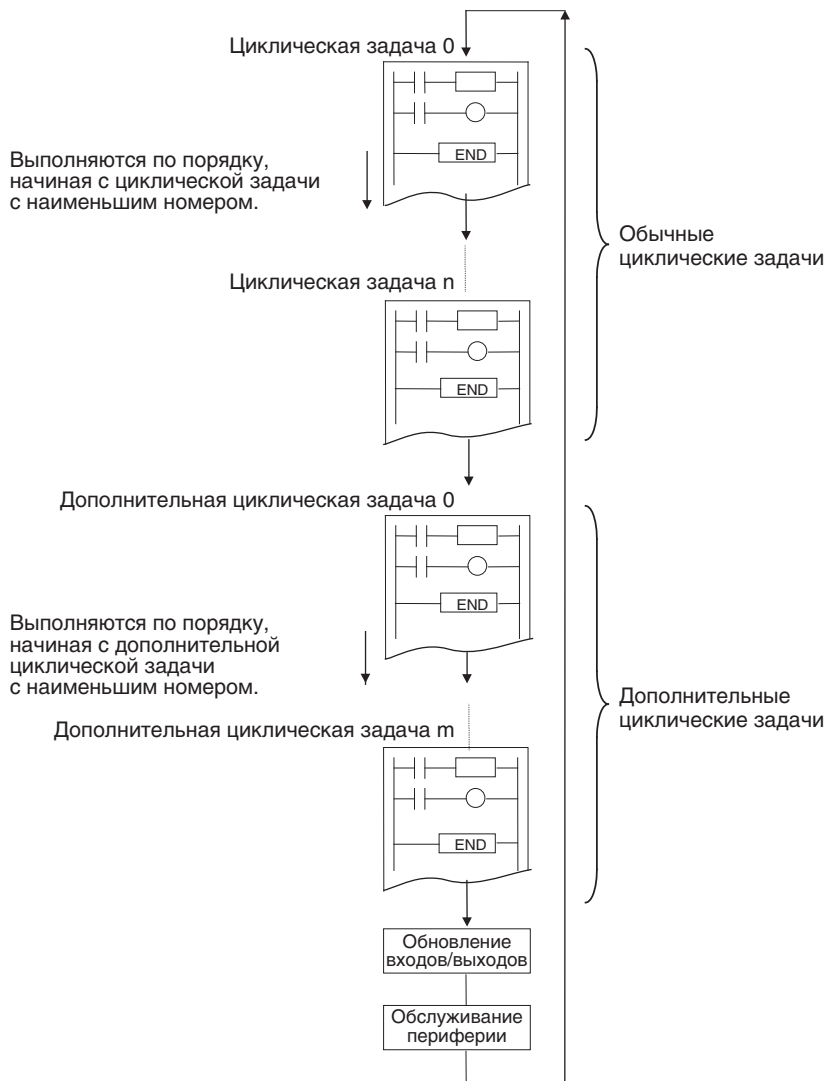 Циклическая задача 0
END
Выполняются по порядку,
начиная с циклической задачи
с наименьшим номером.
Обычные
циклические задачи
Циклическая задача n
END
Дополнительная циклическая задача 0
END
Выполняются по порядку,
начиная с дополнительной
циклической задачи
с наименьшим номером.
Дополнительные
циклические задачи
Дополнительная циклическая задача m
END
Обновление
входов/выходов
Обслуживание
периферии